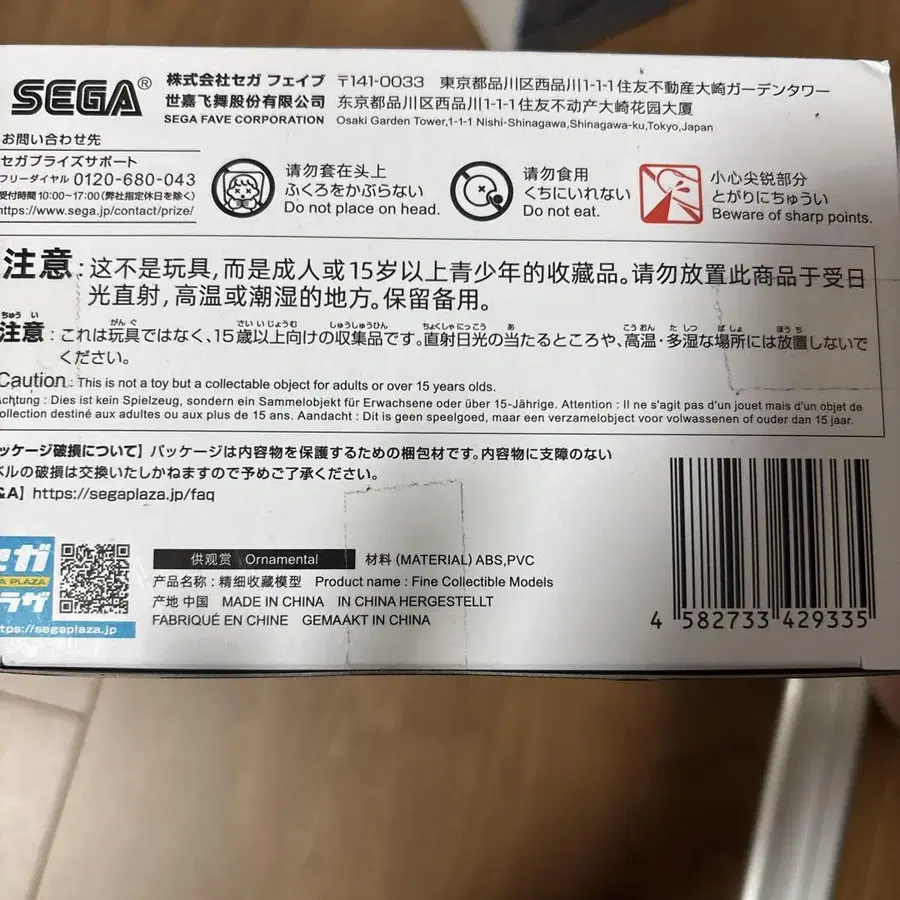 SEGA®
株式会社セガ フェイブ 〒141-0033 東京都品川区西品川1-1-1住友不動産大崎ガーデンタワー
世嘉飞舞股份有限公司 东京都品川区西品川1-1-1住友不动产大崎花园大厦
SEGA FAVE CORPORATION Osaki Garden Tower,1-1-1 Nishi-Shinagawa,Shinagawa-ku,Tokyo,Japan
お問い合わせ先
セガプライズサポート
フリーダイヤル 0120-680-043
受付時間 10:00~17:00(弊社指定休日を除く)
https://www.sega.jp/contact/prize/
请勿套在头上
ふくろをかぶらない
Do not place on head.
请勿食用
くちにいれない
Do not eat.
小心尖锐部分
とがりにちゅうい
Beware of sharp points.
注意:这不是玩具,而是成人或15岁以上青少年的收藏品。请勿放置此商品于受日
光直射,高温或潮湿的地方。保留备用。
注意:これは玩具ではなく、15歳以上向けの収集品です。直射日光の当たるところや、高温・多湿な場所には放置しないで
ください。
Caution : This is not a toy but a collectable object for adults or over 15 years olds.
Achtung : Dies ist kein Spielzeug, sondern ein Sammelobjekt für Erwachsene oder über 15-Jährige. Attention : Il ne s'agit pas d'un jouet mais d'un objet de
collection destiné aux adultes ou aux plus de 15 ans. Aandacht : Dit is geen speelgoed, maar een verzamelobject voor volwassenen of ouder dan 15 jaar.
ッケージ破損について】パッケージは内容物を保護するための梱包材です。内容物に支障のない
ベルの破損は交換いたしかねますので予めご了承ください。
&A】https://segaplaza.jp/faq
セガ
A PLAZA
ラザ
tps://segaplaza.jp
供观赏 Ornamental 材料 (MATERIAL) ABS,PVC
产品名称 : 精细收藏模型 Product name : Fine Collectible Models
产地 中国 MADE IN CHINA IN CHINA HERGESTELLT
FABRIQUÉ EN CHINE GEMAAKT IN CHINA
4 582733 429335